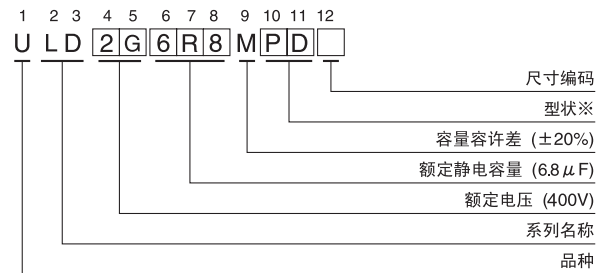 1 2 3 4 5 6 7 8 9 10 11 12
U L D 2 G 6 R 8 M P D
尺寸编码
型状※
容量容许差 (±20%)
额定静电容量 (6.8μF)
额定电压 (400V)
系列名称
品种